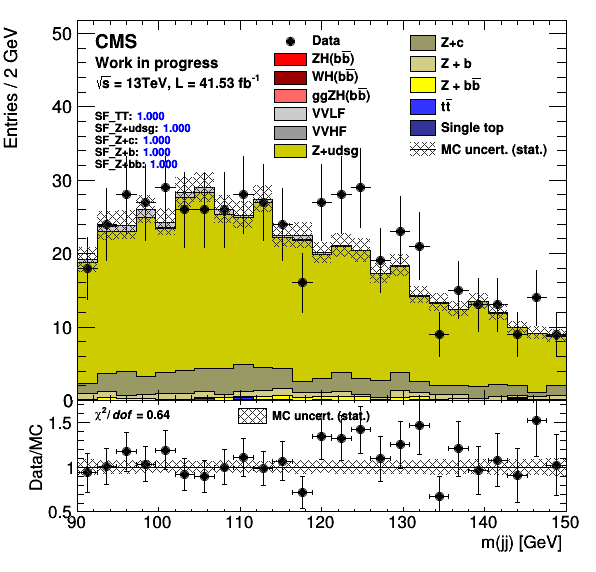 50
40
30
20
10
0
Entries / 2 GeV
CMS
Work in progress
√s = 13TeV, L = 41.53 fb⁻¹
SF_TT: 1.000
SF_Z+udsg: 1.000
SF_Z+c: 1.000
SF_Z+b: 1.000
SF_Z+bb: 1.000
Data
ZH(bb̅)
WH(bb̅)
ggZH(bb̅)
VVLF
VVHF
Z+udsg
Z+c
Z + b
Z + bb̅
tt̅
Single top
MC uncert. (stat.)
χ²/dof = 0.64
MC uncert. (stat.)
1.5
1
0.5
Data/MC
90 100 110 120 130 140 150
m(jj) [GeV]